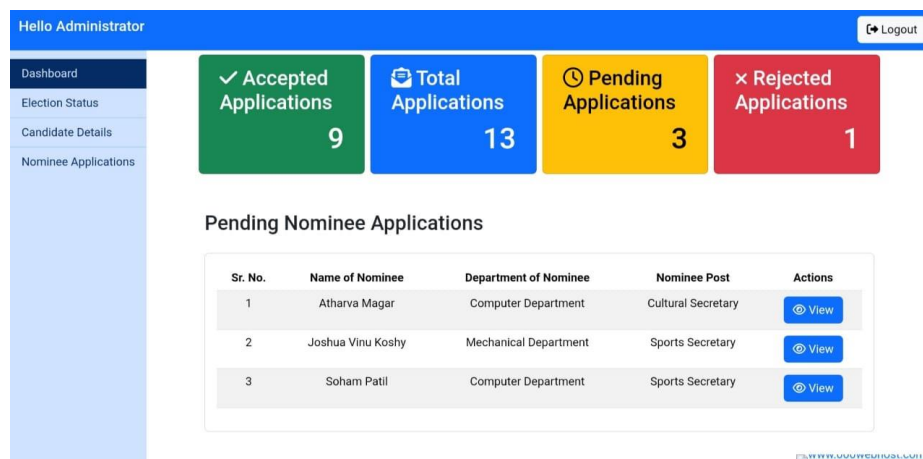 Hello Administrator
Logout
Dashboard
Election Status
Candidate Details
Nominee Applications
Accepted
Applications
9
Total
Applications
13
Pending
Applications
3
Rejected
Applications
1
Pending Nominee Applications
Sr. No. Name of Nominee Department of Nominee Nominee Post Actions
1 Atharva Magar Computer Department Cultural Secretary View
2 Joshua Vinu Koshy Mechanical Department Sports Secretary View
3 Soham Patil Computer Department Sports Secretary View